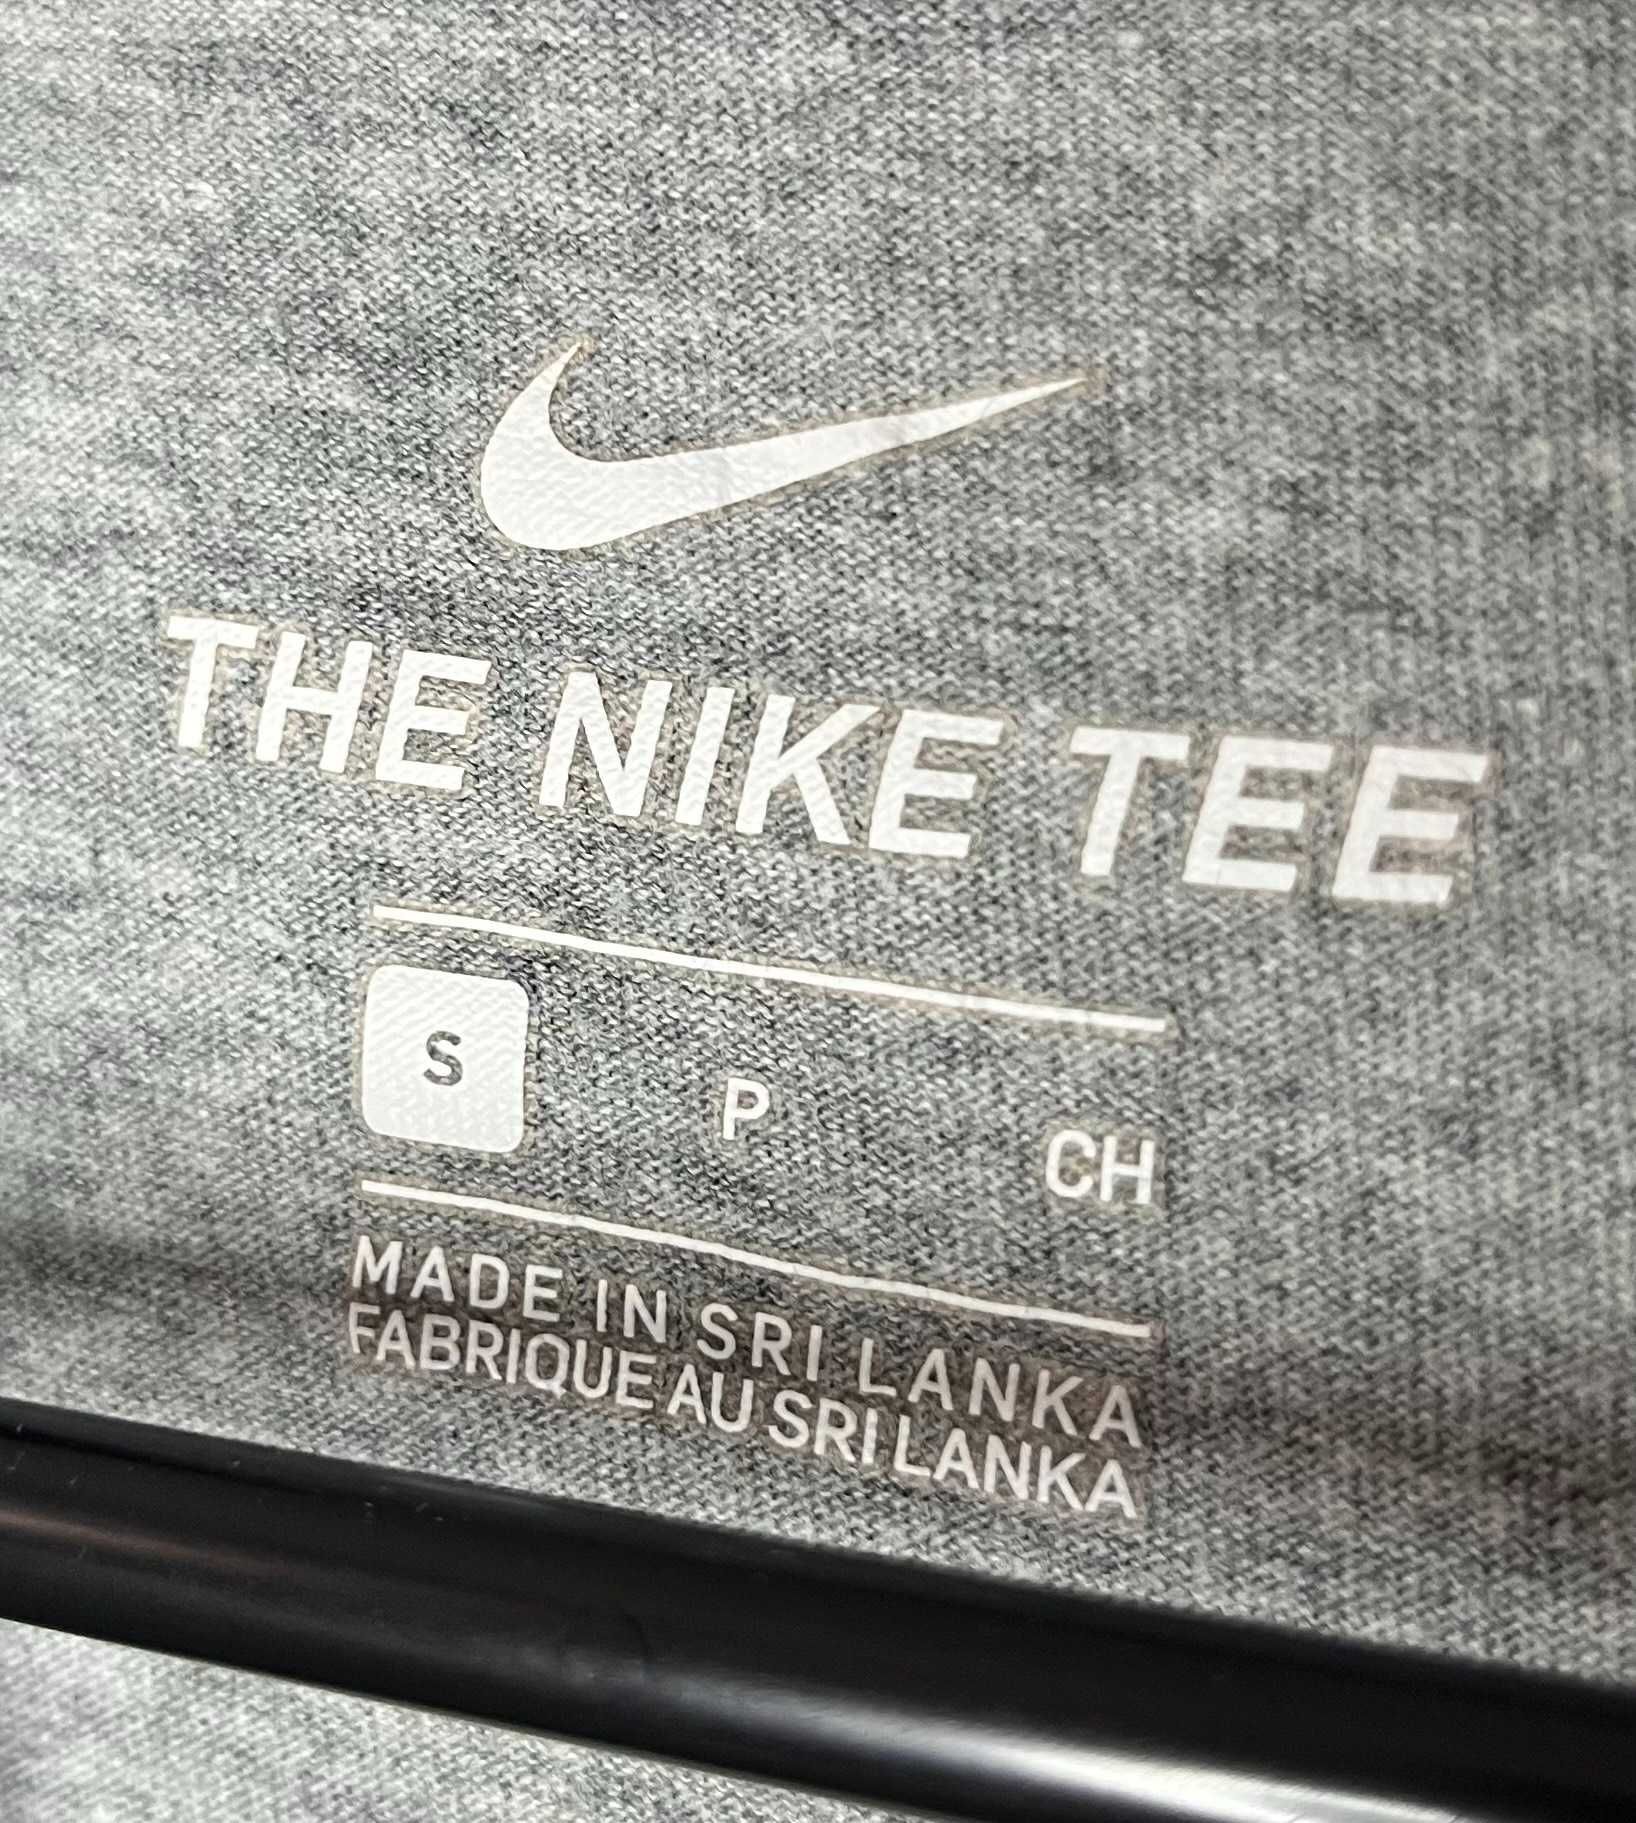 THE NIKE TEE
S P CH
MADE IN SRI LANKA
FABRIQUE AU SRI LANKA